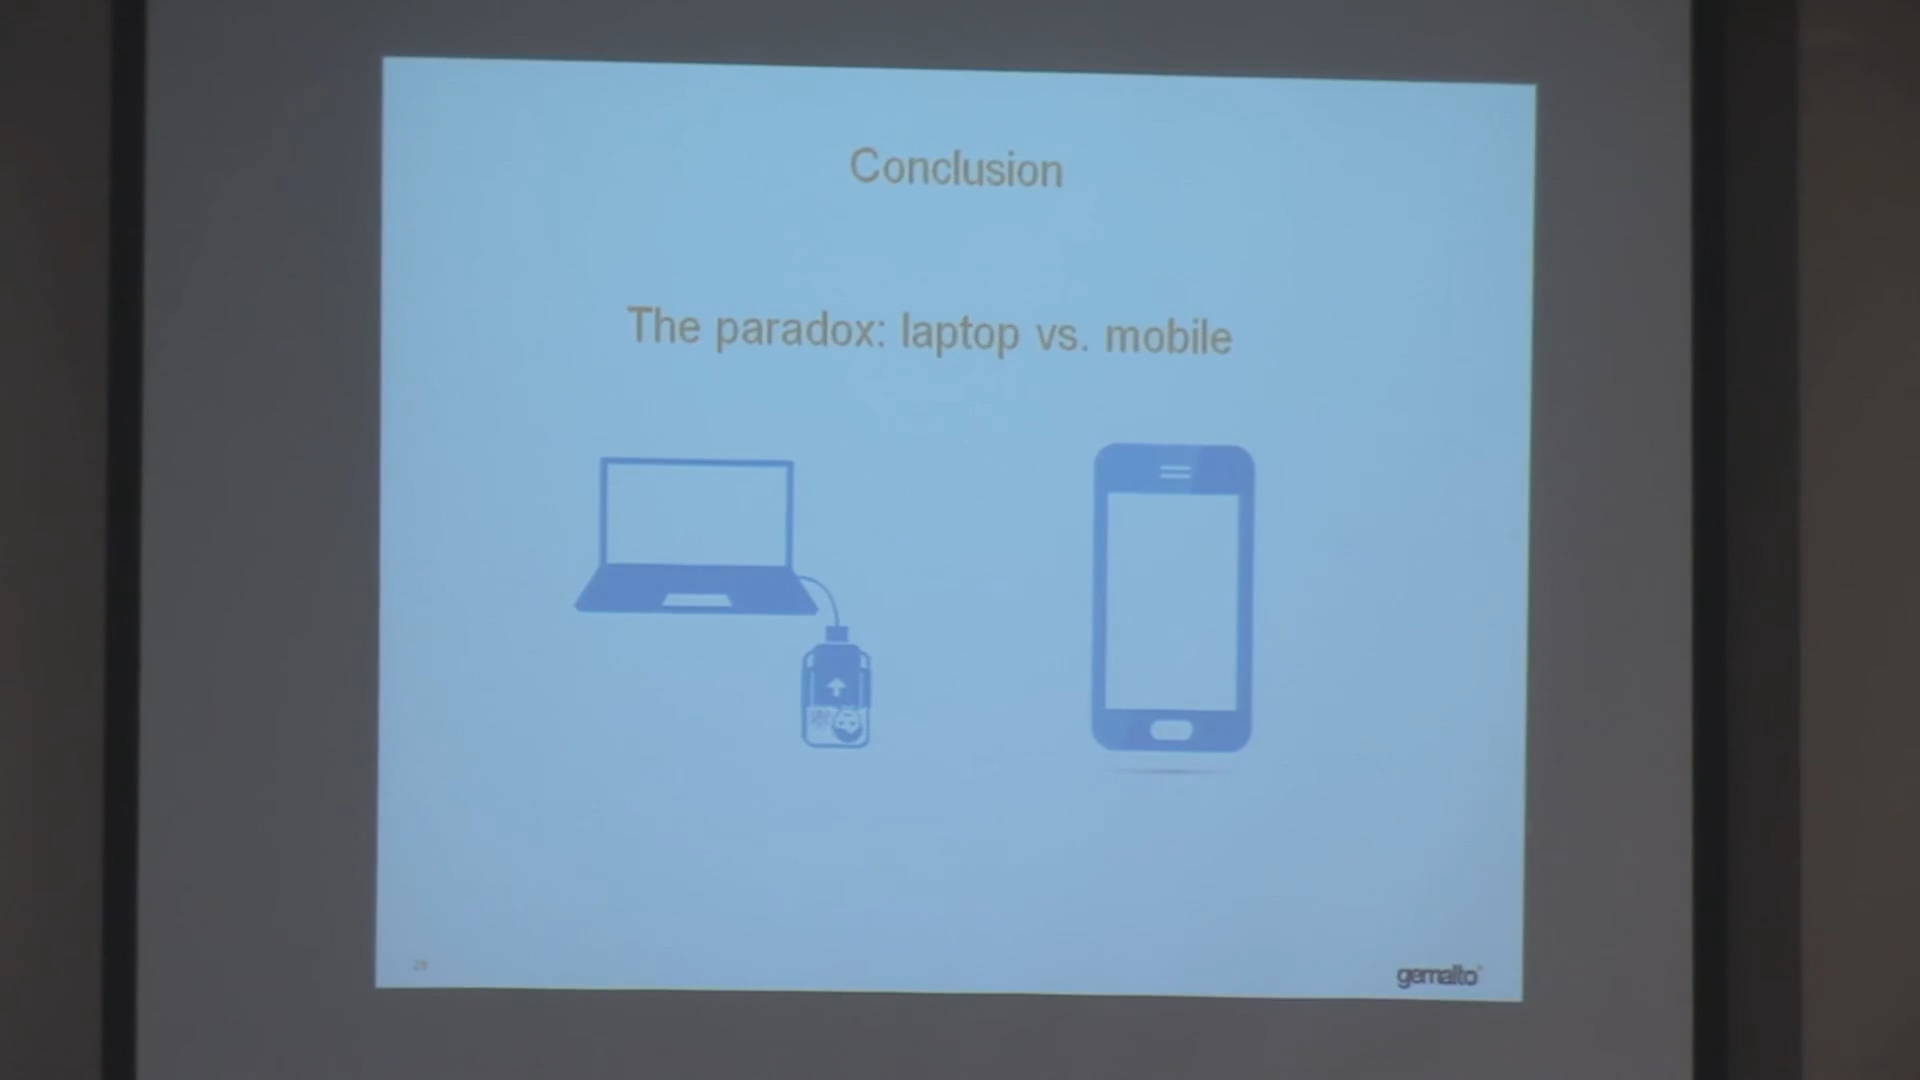 Conclusion
The paradox: laptop vs. mobile
gemalto